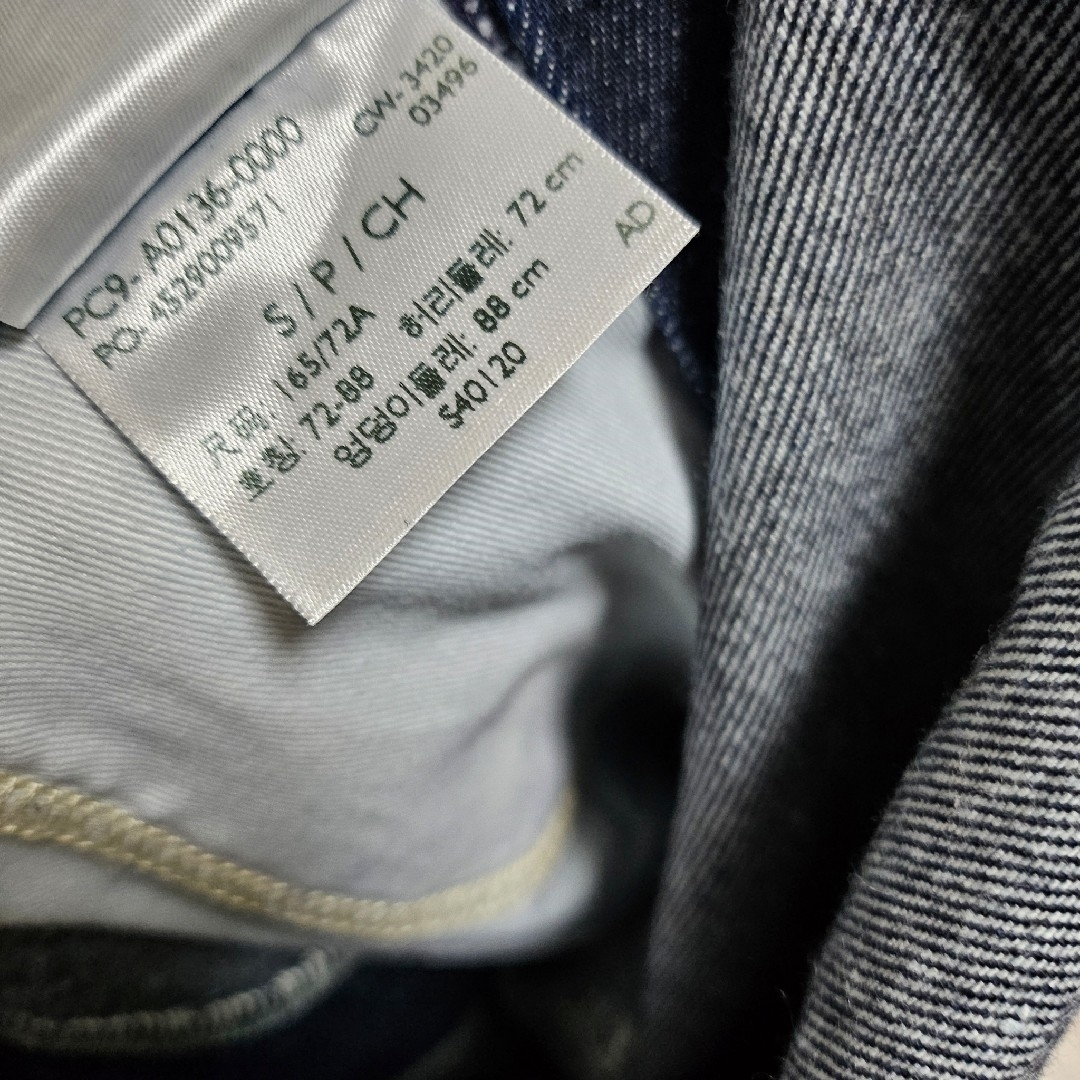 PC9- A0136-0000 CW-3420
PO- 4529009571 03496
S / P / CH
尺碼: 165/72A 허리둘레: 72 cm
호칭: 72-88 엉덩이둘레: 88 cm
S40120
AD